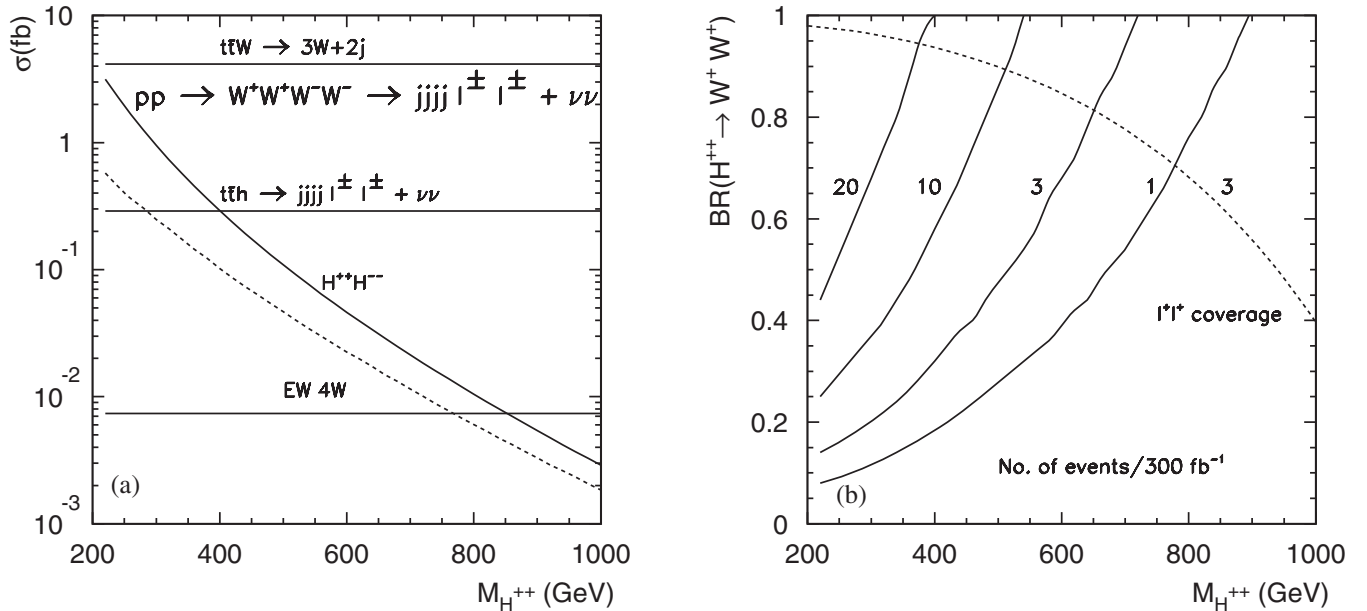 σ(fb)
10
1
10⁻¹
10⁻²
10⁻³
tt̄W → 3W+2j
pp → W⁺W⁺W⁻W⁻ → jjjj l± l± + νν
tt̄h → jjjj l± l± + νν
H⁺⁺H⁻⁻
EW 4W
(a)
200 400 600 800 1000
M_H⁺⁺ (GeV)
BR(H⁺⁺→ W⁺ W⁺)
1
0.8
0.6
0.4
0.2
0
20 10 3 1 3
l⁺l⁺ coverage
No. of events/300 fb⁻¹
(b)
200 400 600 800 1000
M_H⁺⁺ (GeV)